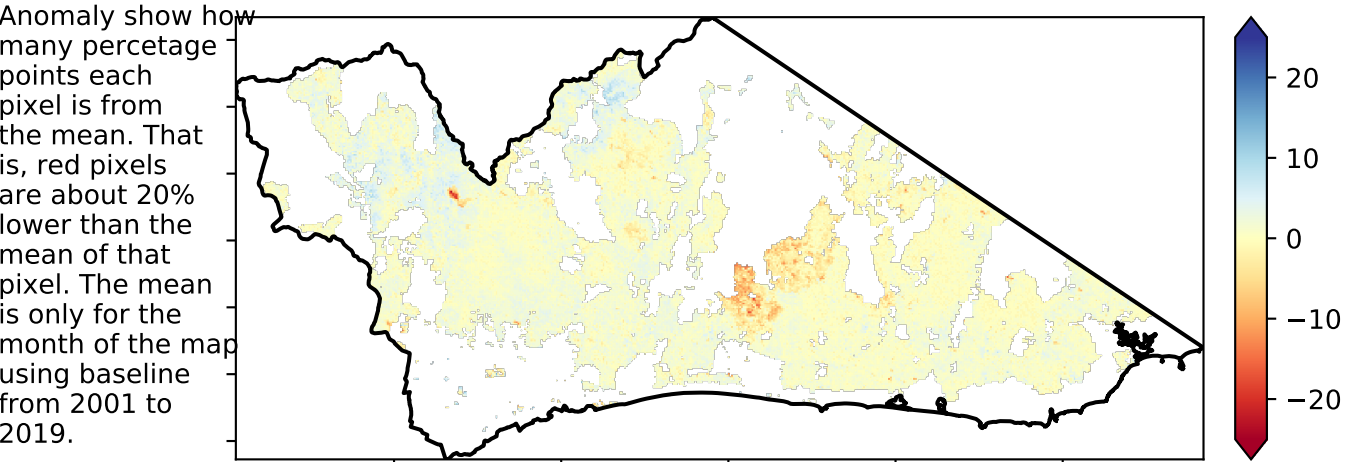 Anomaly show how
many percetage
points each
pixel is from
the mean. That
is, red pixels
are about 20%
lower than the
mean of that
pixel. The mean
is only for the
month of the map
using baseline
from 2001 to
2019.
20
10
0
−10
−20